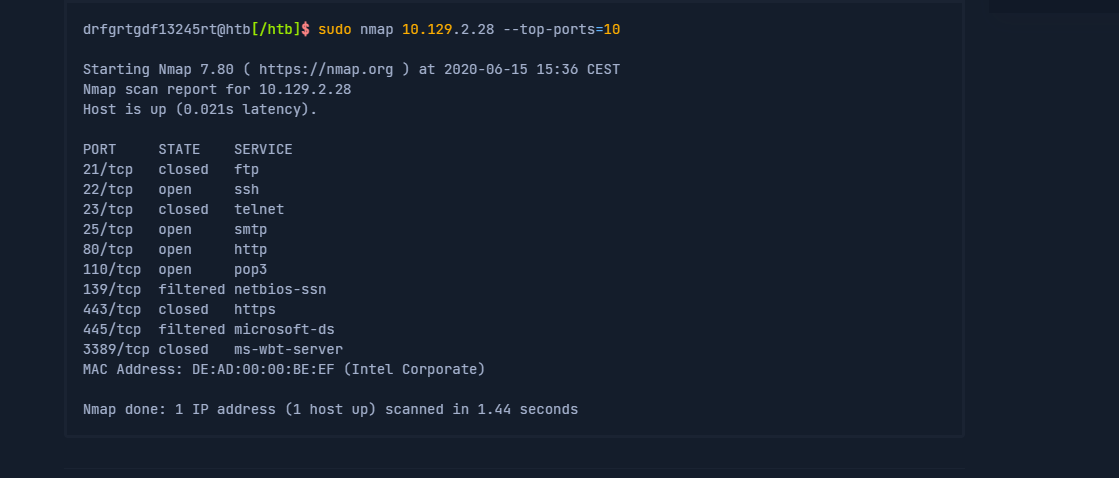 drfgrtgdf13245rt@htb[/htb]$ sudo nmap 10.129.2.28 --top-ports=10
Starting Nmap 7.80 ( https://nmap.org ) at 2020-06-15 15:36 CEST
Nmap scan report for 10.129.2.28
Host is up (0.021s latency).
PORT     STATE    SERVICE
21/tcp   closed   ftp
22/tcp   open     ssh
23/tcp   closed   telnet
25/tcp   open     smtp
80/tcp   open     http
110/tcp  open     pop3
139/tcp  filtered netbios-ssn
443/tcp  closed   https
445/tcp  filtered microsoft-ds
3389/tcp closed   ms-wbt-server
MAC Address: DE:AD:00:00:BE:EF (Intel Corporate)
Nmap done: 1 IP address (1 host up) scanned in 1.44 seconds